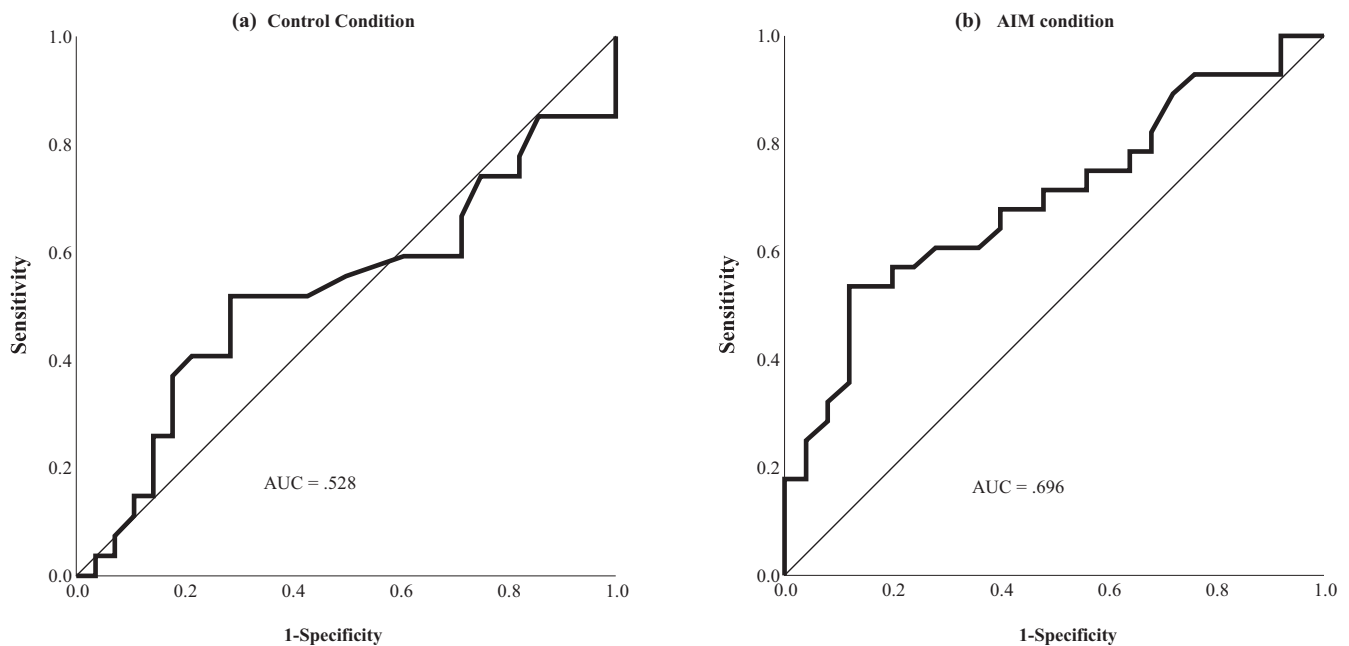 (a) Control Condition
1.0
0.8
0.6
0.4
0.2
0.0
Sensitivity
AUC = .528
0.0 0.2 0.4 0.6 0.8 1.0
1-Specificity
(b) AIM condition
1.0
0.8
0.6
0.4
0.2
0.0
Sensitivity
AUC = .696
0.0 0.2 0.4 0.6 0.8 1.0
1-Specificity